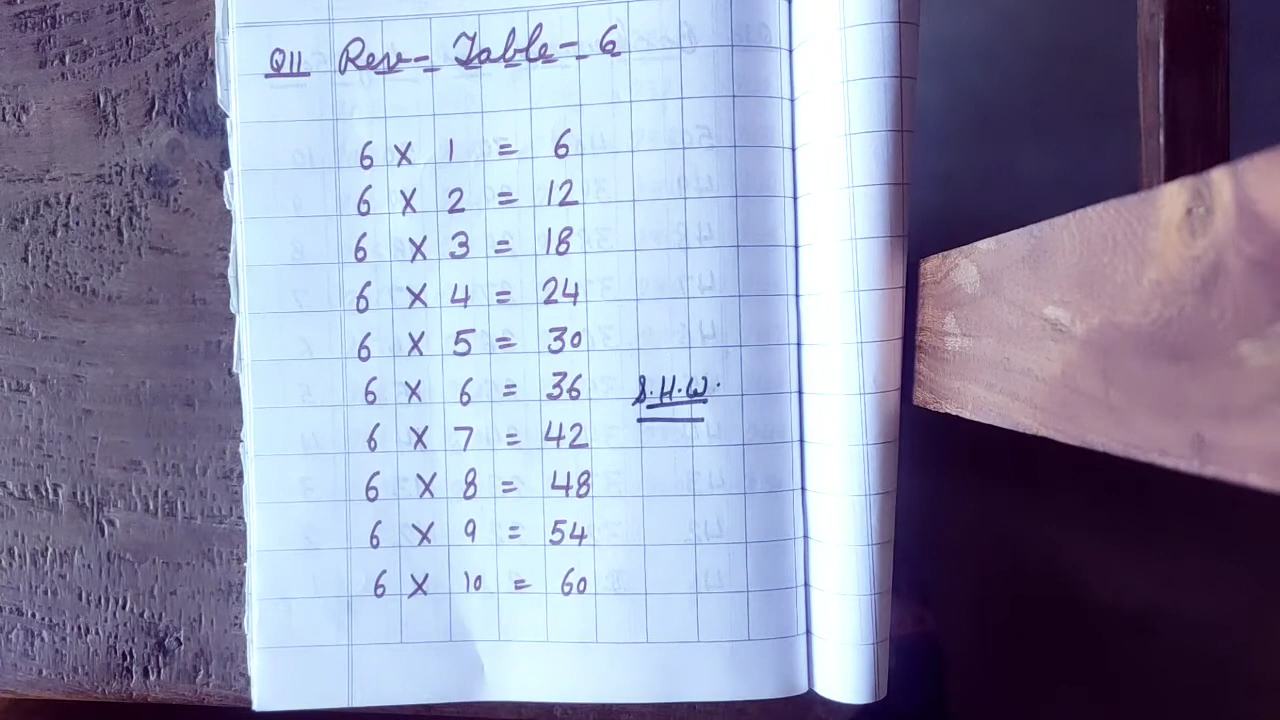 Q11 Rev- Table- 6
6 X 1 = 6
6 X 2 = 12
6 X 3 = 18
6 X 4 = 24
6 X 5 = 30
6 X 6 = 36
S.H.W.
6 X 7 = 42
6 X 8 = 48
6 X 9 = 54
6 X 10 = 60